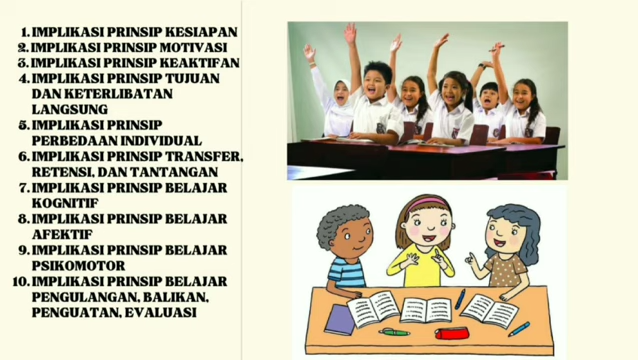 1. IMPLIKASI PRINSIP KESIAPAN
2. IMPLIKASI PRINSIP MOTIVASI
3. IMPLIKASI PRINSIP KEAKTIFAN
4. IMPLIKASI PRINSIP TUJUAN
DAN KETERLIBATAN
LANGSUNG
5. IMPLIKASI PRINSIP
PERBEDAAN INDIVIDUAL
6. IMPLIKASI PRINSIP TRANSFER,
RETENSI, DAN TANTANGAN
7. IMPLIKASI PRINSIP BELAJAR
KOGNITIF
8. IMPLIKASI PRINSIP BELAJAR
AFEKTIF
9. IMPLIKASI PRINSIP BELAJAR
PSIKOMOTOR
10. IMPLIKASI PRINSIP BELAJAR
PENGULANGAN, BALIKAN,
PENGUATAN, EVALUASI